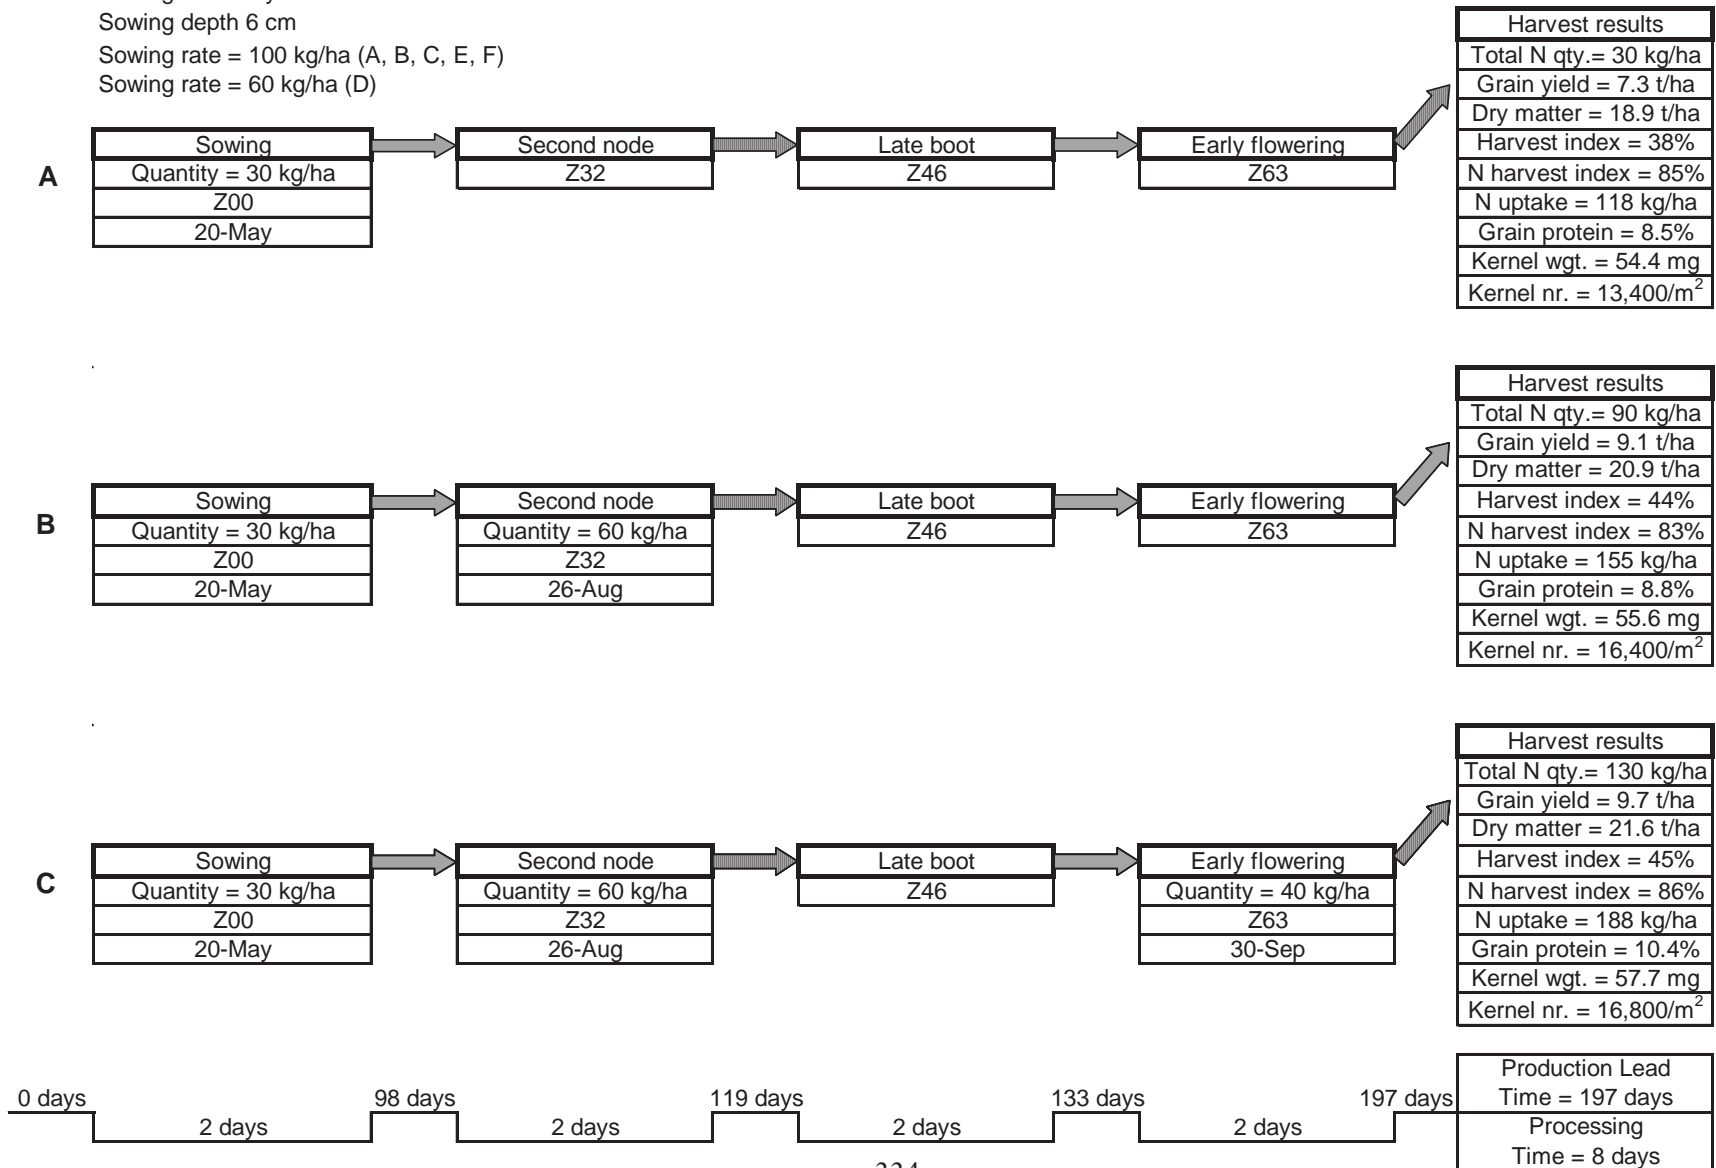 Sowing depth 6 cm
Sowing rate = 100 kg/ha (A, B, C, E, F)
Sowing rate = 60 kg/ha (D)
A
Sowing
Quantity = 30 kg/ha
Z00
20-May
Second node
Z32
Late boot
Z46
Early flowering
Z63
Harvest results
Total N qty.= 30 kg/ha
Grain yield = 7.3 t/ha
Dry matter = 18.9 t/ha
Harvest index = 38%
N harvest index = 85%
N uptake = 118 kg/ha
Grain protein = 8.5%
Kernel wgt. = 54.4 mg
Kernel nr. = 13,400/m²
B
Sowing
Quantity = 30 kg/ha
Z00
20-May
Second node
Quantity = 60 kg/ha
Z32
26-Aug
Late boot
Z46
Early flowering
Z63
Harvest results
Total N qty.= 90 kg/ha
Grain yield = 9.1 t/ha
Dry matter = 20.9 t/ha
Harvest index = 44%
N harvest index = 83%
N uptake = 155 kg/ha
Grain protein = 8.8%
Kernel wgt. = 55.6 mg
Kernel nr. = 16,400/m²
C
Sowing
Quantity = 30 kg/ha
Z00
20-May
Second node
Quantity = 60 kg/ha
Z32
26-Aug
Late boot
Z46
Early flowering
Quantity = 40 kg/ha
Z63
30-Sep
Harvest results
Total N qty.= 130 kg/ha
Grain yield = 9.7 t/ha
Dry matter = 21.6 t/ha
Harvest index = 45%
N harvest index = 86%
N uptake = 188 kg/ha
Grain protein = 10.4%
Kernel wgt. = 57.7 mg
Kernel nr. = 16,800/m²
0 days
2 days
98 days
2 days
119 days
2 days
133 days
2 days
197 days
Production Lead
Time = 197 days
Processing
Time = 8 days